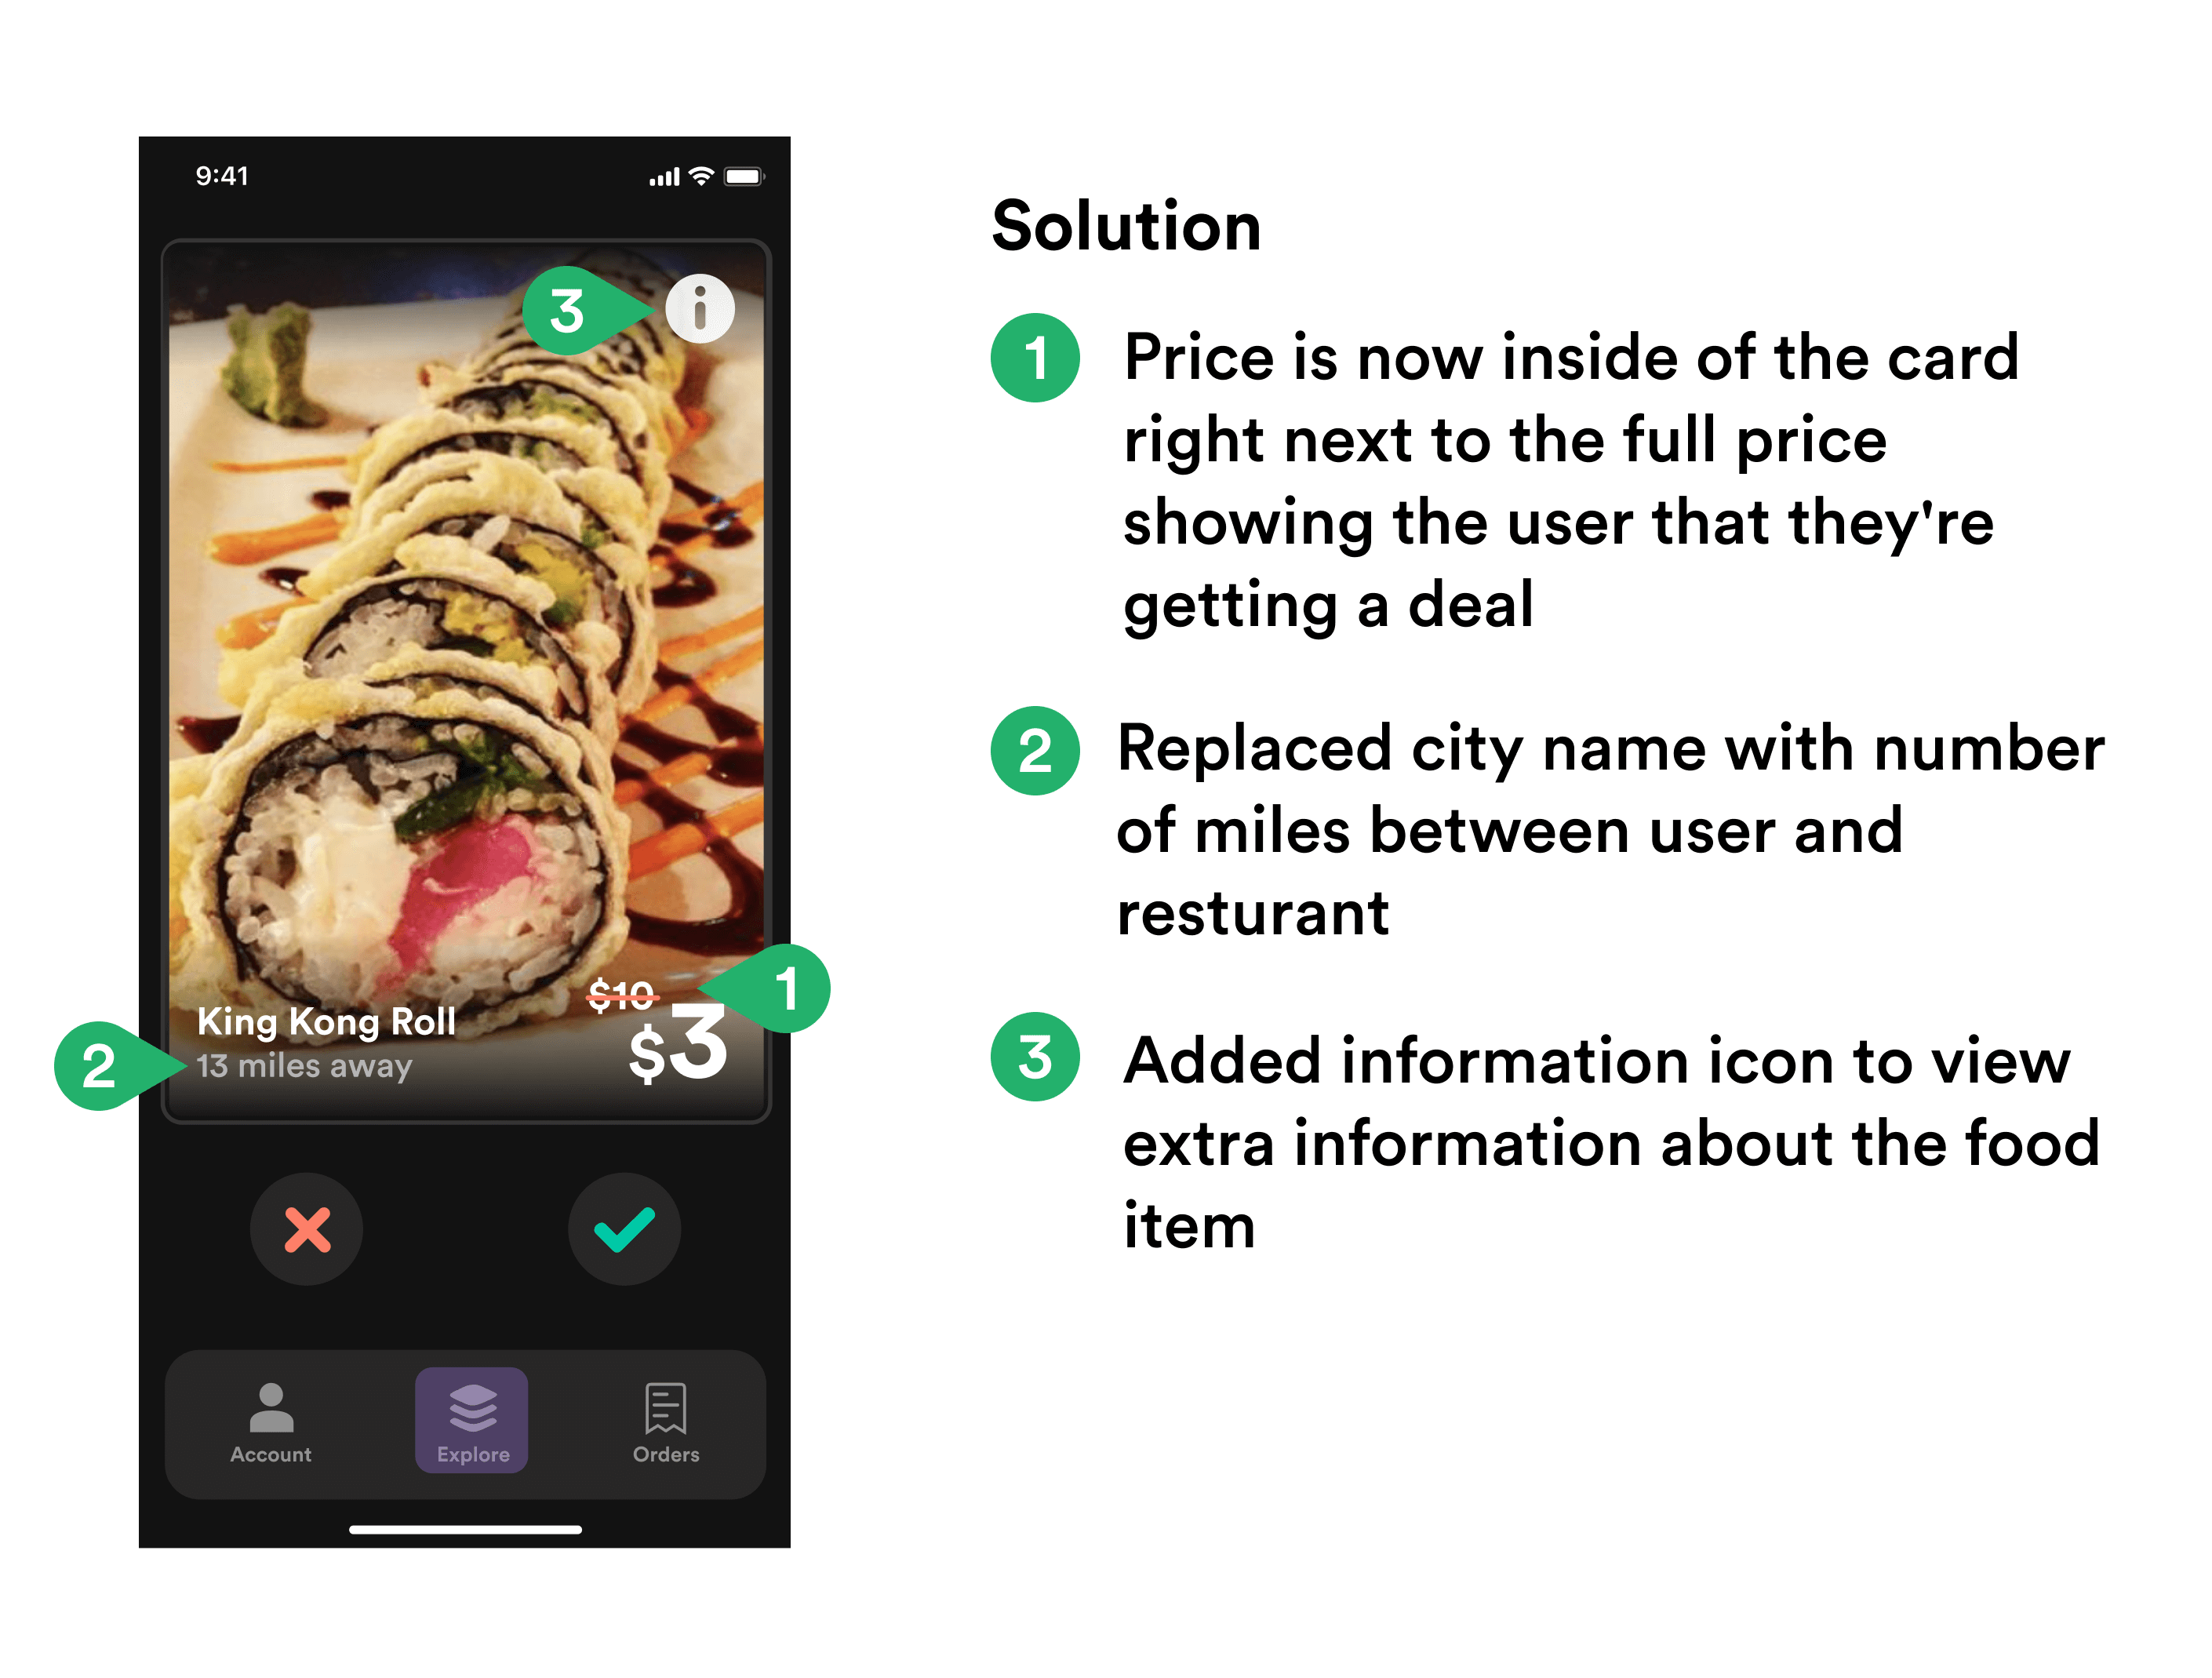 9:41
3
i
King Kong Roll
13 miles away
$10
$3
1
2
Account
Explore
Orders
Solution
1
Price is now inside of the card
right next to the full price
showing the user that they're
getting a deal
2
Replaced city name with number
of miles between user and
resturant
3
Added information icon to view
extra information about the food
item